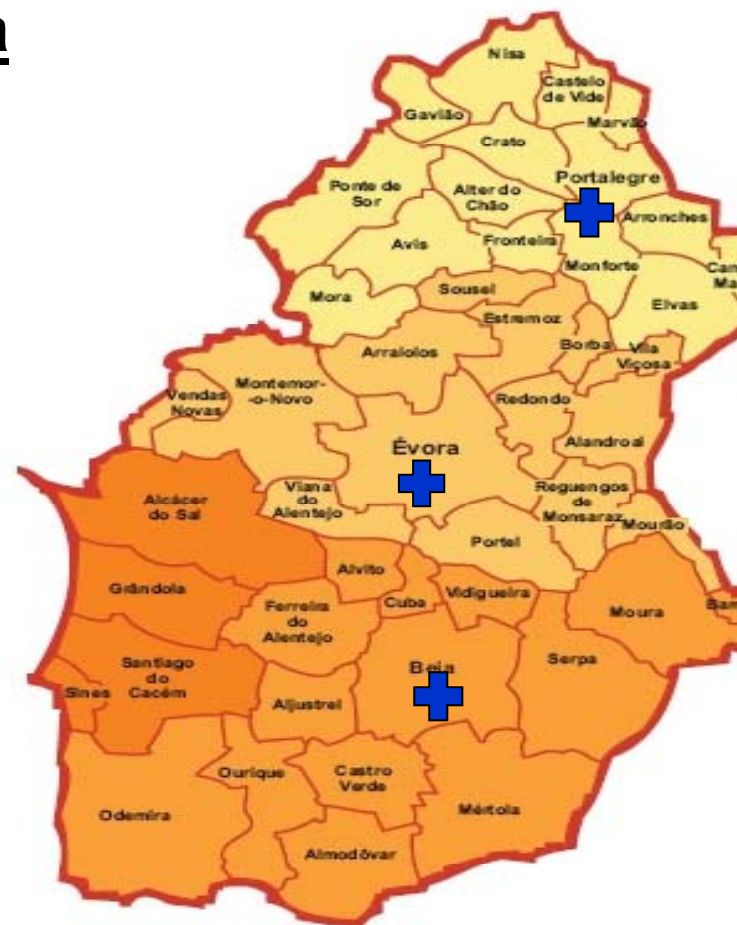 a
Nisa
Castelo
de Vide
Gavião
Marvão
Crato
Portalegre
Ponte de
Sor
Alter do
Chão
Arronches
Avis
Fronteira
Monforte
Mora
Sousel
Elvas
Estremoz
Arraiolos
Borba
Vila
Viçosa
Montemor-
-o-Novo
Vendas
Novas
Redondo
Évora
Alandroal
Viana
do
Alentejo
Reguengos
de
Monsaraz
Mourão
Alcácer
do Sal
Portel
Alvito
Grândola
Cuba
Vidigueira
Ferreira
do
Alentejo
Moura
Beja
Serpa
Santiago
do
Cacém
Sines
Aljustrel
Ourique
Castro
Verde
Odemira
Mértola
Almodôvar